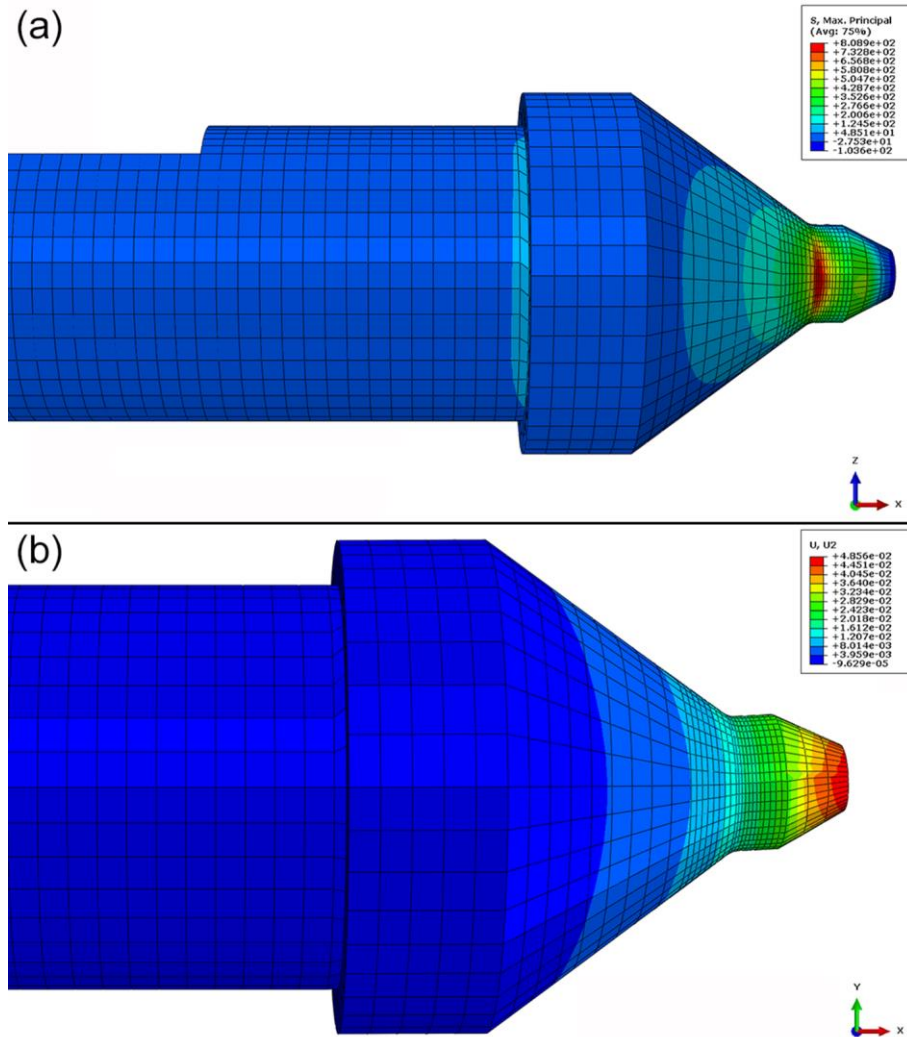 (a)
S, Max. Principal
(Avg: 75%)
+8.089e+02
+7.328e+02
+6.568e+02
+5.808e+02
+5.047e+02
+4.287e+02
+3.526e+02
+2.766e+02
+2.006e+02
+1.245e+02
+4.851e+01
-2.753e+01
-1.036e+02
Z
X
(b)
U, U2
+4.856e-02
+4.451e-02
+4.045e-02
+3.640e-02
+3.234e-02
+2.829e-02
+2.423e-02
+2.018e-02
+1.612e-02
+1.207e-02
+8.014e-03
+3.959e-03
-9.629e-05
Y
X